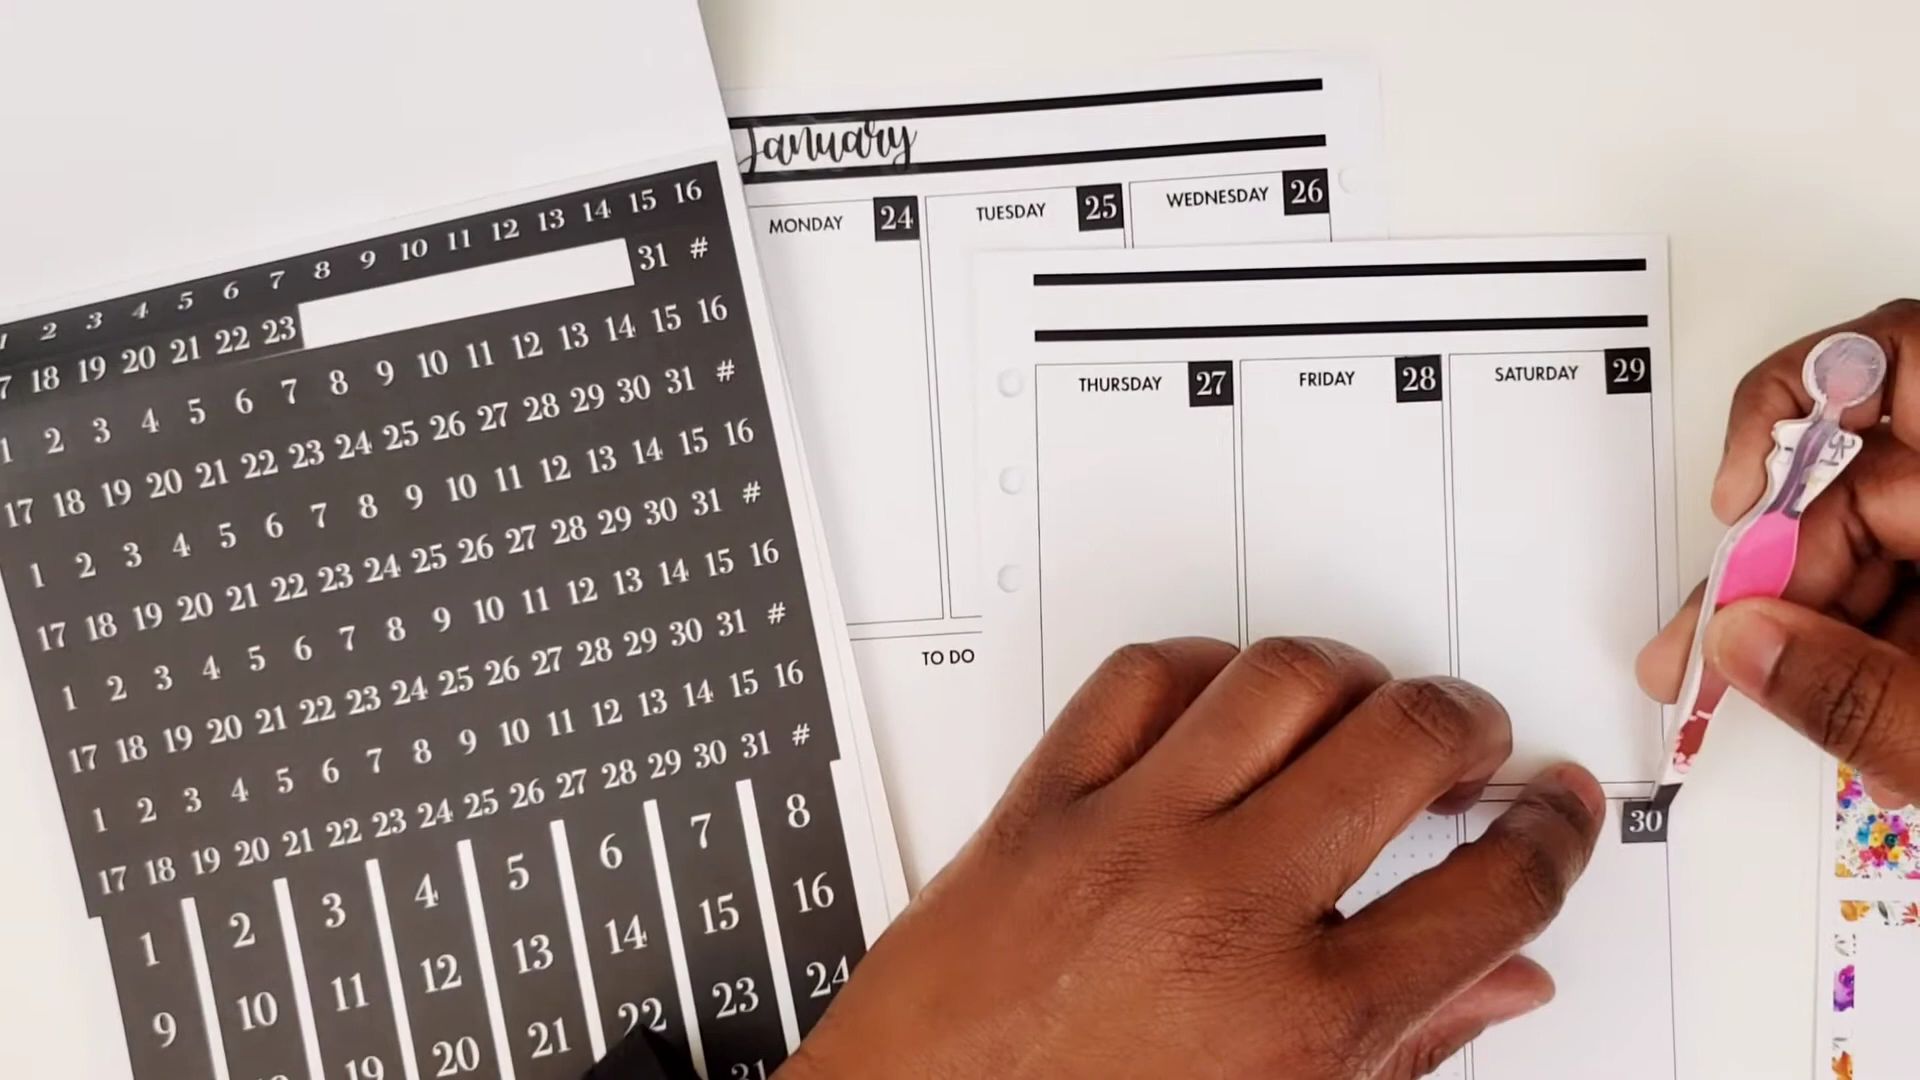 1 2 3 4 5 6 7 8 9 10 11 12 13 14 15 16
18 19 20 21 22 23 31 #
1 2 3 4 5 6 7 8 9 10 11 12 13 14 15 16
17 18 19 20 21 22 23 24 25 26 27 28 29 30 31 #
1 2 3 4 5 6 7 8 9 10 11 12 13 14 15 16
17 18 19 20 21 22 23 24 25 26 27 28 29 30 31 #
1 2 3 4 5 6 7 8 9 10 11 12 13 14 15 16
17 18 19 20 21 22 23 24 25 26 27 28 29 30 31 #
1 2 3 4 5 6 7 8 9 10 11 12 13 14 15 16
17 18 19 20 21 22 23 24 25 26 27 28 29 30 31 #
1 2 3 4 5 6 7 8
9 10 11 12 13 14 15 16
19 20 21 22 23 24
31
January
MONDAY 24 TUESDAY 25 WEDNESDAY 26
TO DO
THURSDAY 27 FRIDAY 28 SATURDAY 29
30